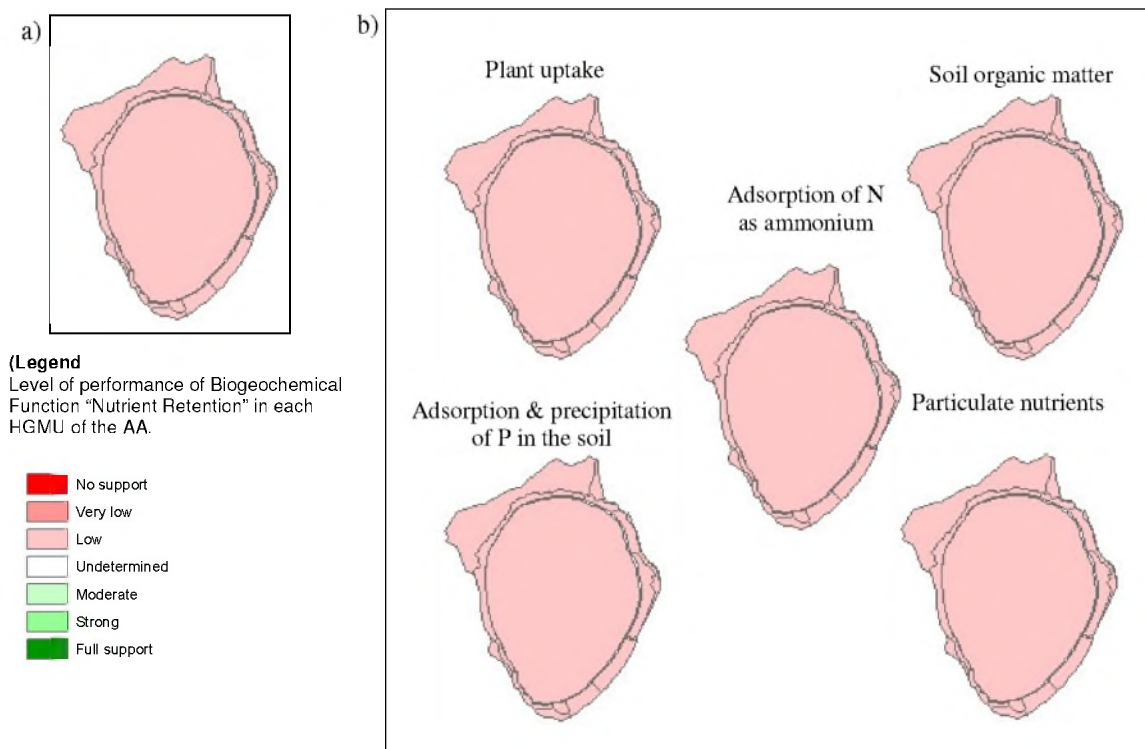 a)
b)
Plant uptake
Soil organic matter
Adsorption of N
as ammonium
Adsorption & precipitation
of P in the soil
Particulate nutrients
(Legend
Level of performance of Biogeochemical
Function “Nutrient Retention” in each
HGMU of the AA.
No support
Very low
Low
Undetermined
Moderate
Strong
Full support